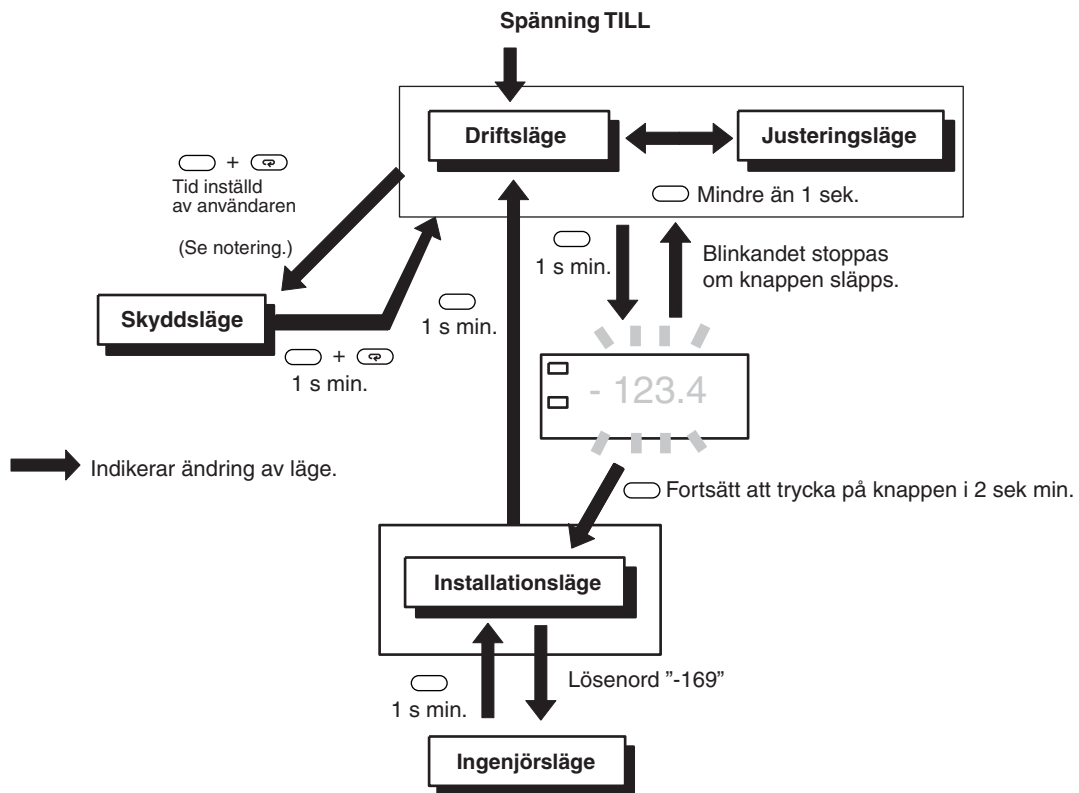 Spänning TILL
Driftsläge
Justeringsläge
+
Tid inställd
av användaren
(Se notering.)
Mindre än 1 sek.
1 s min.
Blinkandet stoppas
om knappen släpps.
Skyddsläge
1 s min.
+
1 s min.
- 123.4
Indikerar ändring av läge.
Fortsätt att trycka på knappen i 2 sek min.
Installationsläge
Lösenord ”-169”
1 s min.
Ingenjörsläge